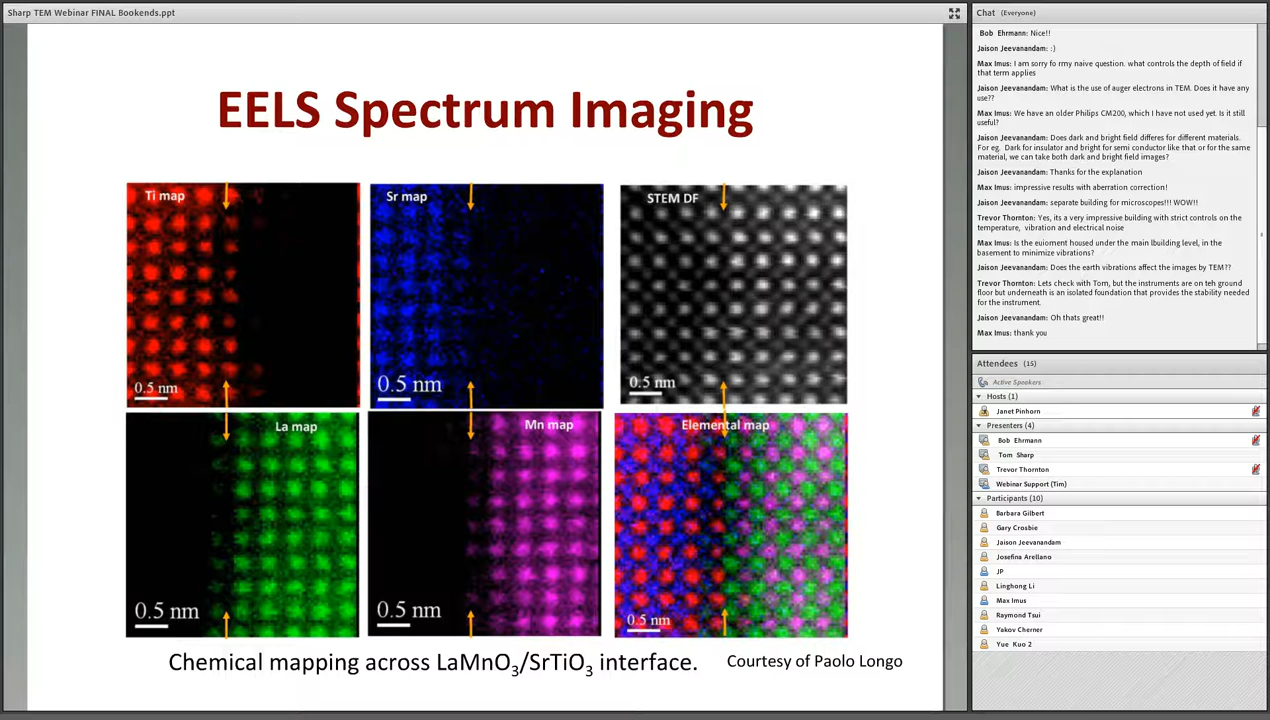 Sharp TEM Webinar FINAL Bookends.ppt
EELS Spectrum Imaging
Ti map
0.5 nm
Sr map
0.5 nm
STEM DF
0.5 nm
La map
0.5 nm
Mn map
0.5 nm
Elemental map
0.5 nm
Chemical mapping across LaMnO₃/SrTiO₃ interface.
Courtesy of Paolo Longo
Chat (Everyone)
Bob Ehrmann: Nice!!
Jaison Jeevanandam: :)
Max Imus: I am sorry fo rmy naive question. what controls the depth of field if
that term applies
Jaison Jeevanandam: What is the use of auger electrons in TEM. Does it have any
use??
Max Imus: We have an older Philips CM200, which I have not used yet. Is it still
useful?
Jaison Jeevanandam: Does dark and bright field differes for different materials.
For eg. Dark for insulator and bright for semi conductor like that or for the same
material, we can take both dark and bright field images?
Jaison Jeevanandam: Thanks for the explanation
Max Imus: impressive results with aberration correction!
Jaison Jeevanandam: separate building for microscopes!!! WOW!!
Trevor Thornton: Yes, its a very impressive building with strict controls on the
temperature, vibration and electrical noise
Max Imus: Is the euioment housed under the main lbuilding level, in the
basement to minimize vibrations?
Jaison Jeevanandam: Does the earth vibrations affect the images by TEM??
Trevor Thornton: Lets check with Tom, but the instruments are on teh ground
floor but underneath is an isolated foundation that provides the stability needed
for the instrument.
Jaison Jeevanandam: Oh thats great!!
Max Imus: thank you
Attendees (15)
Active Speakers
Hosts (1)
Janet Pinhorn
Presenters (4)
Bob Ehrmann
Tom Sharp
Trevor Thornton
Webinar Support (Tim)
Participants (10)
Barbara Gilbert
Gary Crosbie
Jaison Jeevanandam
Josefina Arellano
JP
Linghong Li
Max Imus
Raymond Tsui
Yakov Cherner
Yue Kuo 2